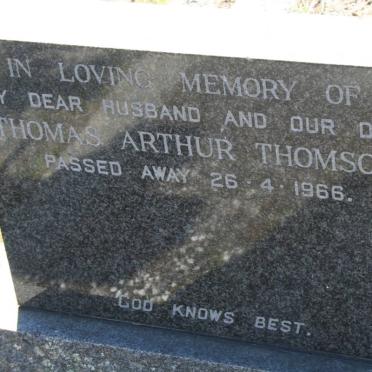 IN LOVING MEMORY OF
Y DEAR HUSBAND AND OUR D
THOMAS ARTHUR THOMSO
PASSED AWAY 26-4-1966.
GOD KNOWS BEST.